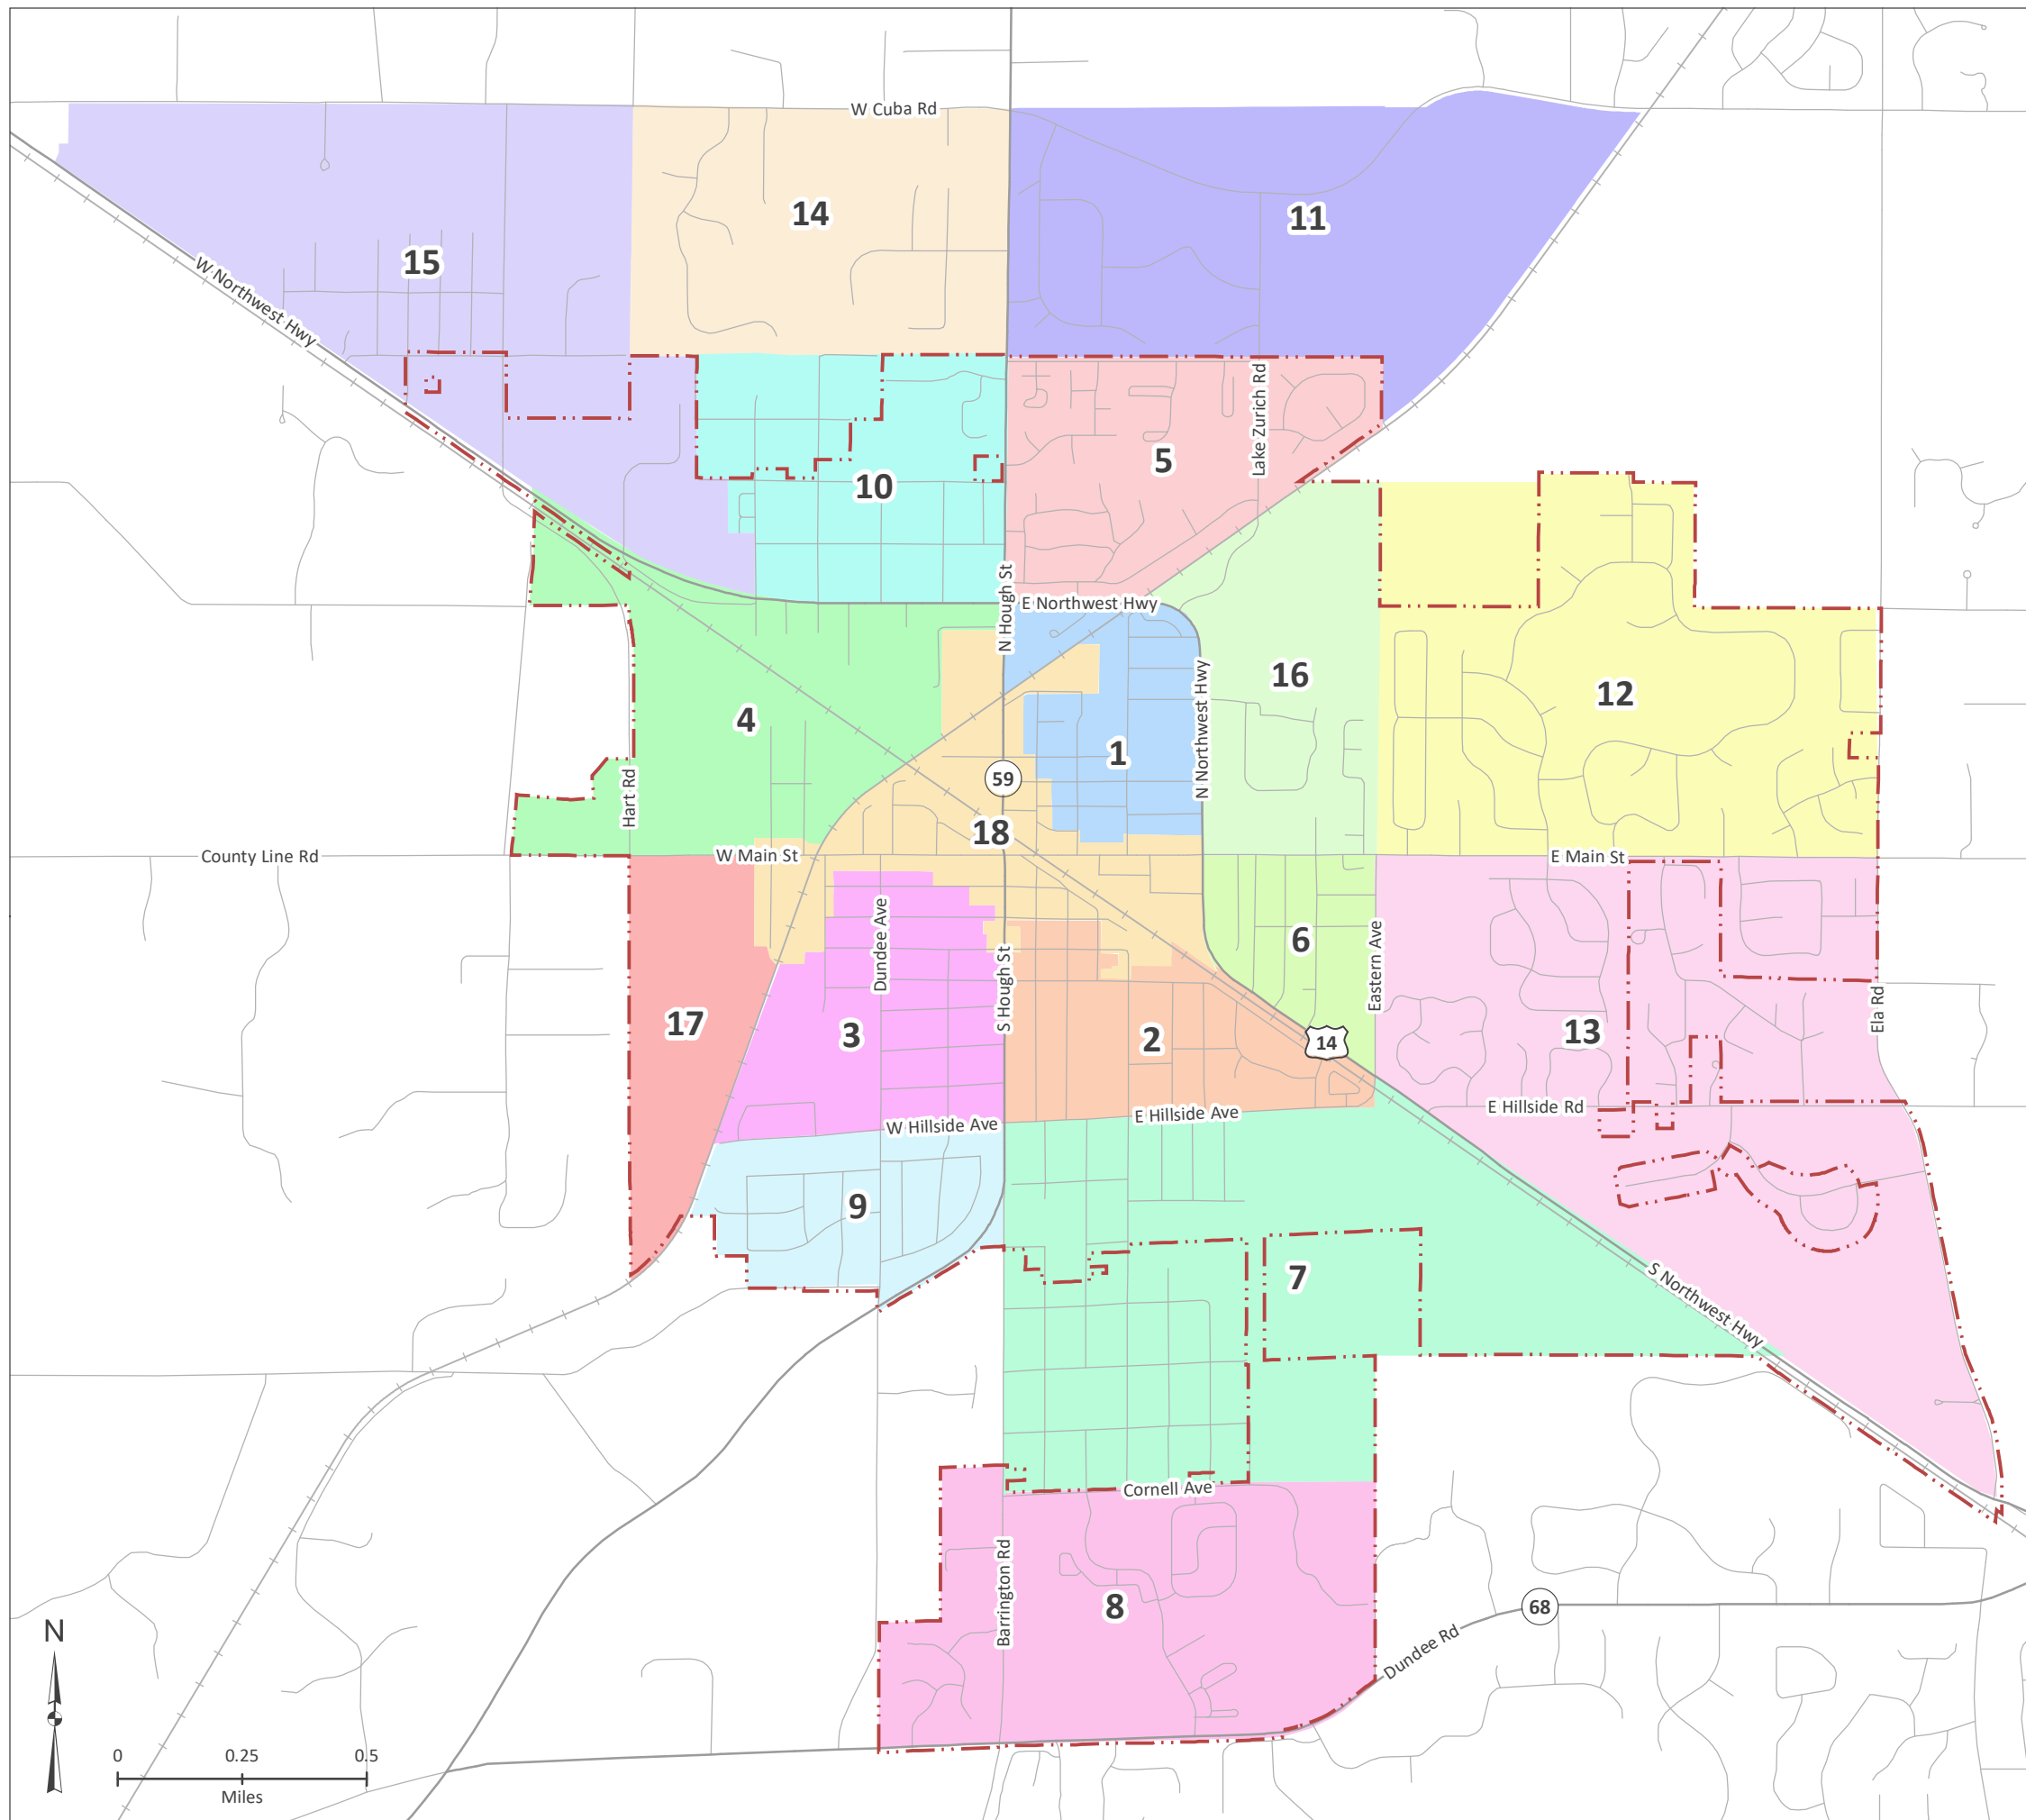 W Cuba Rd
14
11
15
W Northwest Hwy
Lake Zurich Rd
5
10
N Hough St
E Northwest Hwy
16
12
4
N Northwest Hwy
1
59
Hart Rd
18
County Line Rd
W Main St
E Main St
Dundee Ave
6
Eastern Ave
S Hough St
Ela Rd
17
3
2
14
13
E Hillside Rd
E Hillside Ave
W Hillside Ave
9
7
S Northwest Hwy
Cornell Ave
Barrington Rd
8
68
Dundee Rd
N
0 0.25 0.5
Miles